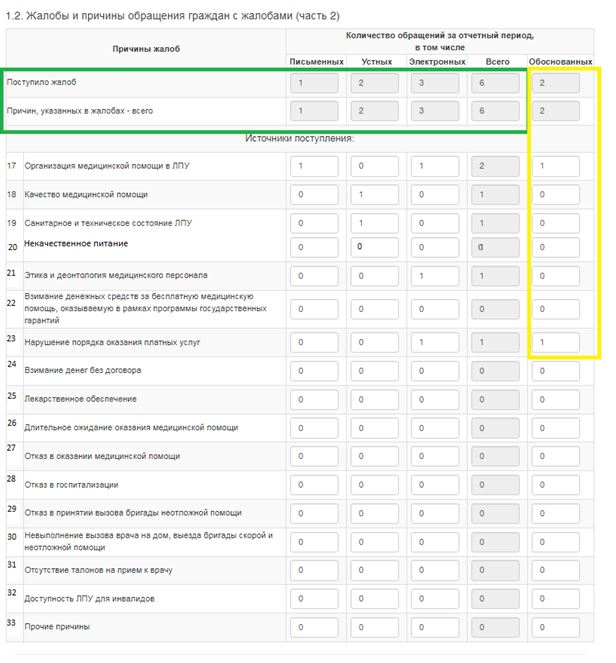 1.2. Жалобы и причины обращения граждан с жалобами (часть 2)
Причины жалоб
Количество обращений за отчетный период,
в том числе
Письменных Устных Электронных Всего Обоснованных
Поступило жалоб 1 2 3 6 2
Причин, указанных в жалобах - всего 1 2 3 6 2
Источники поступления:
17 Организация медицинской помощи в ЛПУ 1 0 1 2 1
18 Качество медицинской помощи 0 1 0 1 0
19 Санитарное и техническое состояние ЛПУ 0 1 0 1 0
20 Некачественное питание 0 0 0 0 0
21 Этика и деонтология медицинского персонала 0 0 1 1 0
22 Взимание денежных средств за бесплатную медицинскую
помощь, оказываемую в рамках программы государственных
гарантий 0 0 0 0 0
23 Нарушение порядка оказания платных услуг 0 0 1 1 1
24 Взимание денег без договора 0 0 0 0 0
25 Лекарственное обеспечение 0 0 0 0 0
26 Длительное ожидание оказания медицинской помощи 0 0 0 0 0
27 Отказ в оказании медицинской помощи 0 0 0 0 0
28 Отказ в госпитализации 0 0 0 0 0
29 Отказ в принятии вызова бригады неотложной помощи 0 0 0 0 0
30 Невыполнение вызова врача на дом, выезда бригады скорой и
неотложной помощи 0 0 0 0 0
31 Отсутствие талонов на прием к врачу 0 0 0 0 0
32 Доступность ЛПУ для инвалидов 0 0 0 0 0
33 Прочие причины 0 0 0 0 0